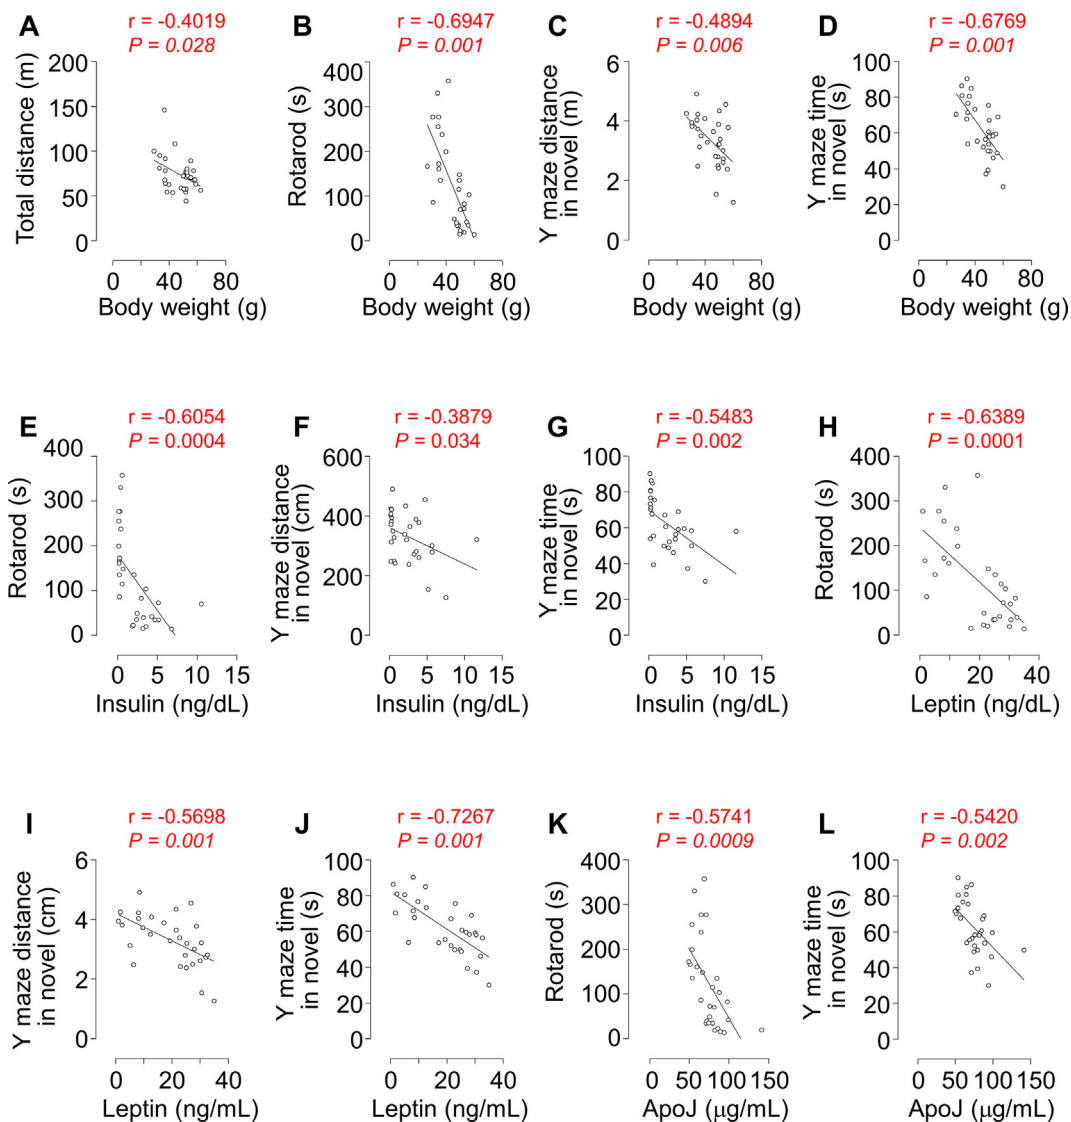 A
r = -0.4019
P = 0.028
Total distance (m)
200
150
100
50
0
0 40 80
Body weight (g)
B
r = -0.6947
P = 0.001
Rotarod (s)
400
300
200
100
0
0 40 80
Body weight (g)
C
r = -0.4894
P = 0.006
Y maze distance
in novel (m)
6
4
2
0
0 40 80
Body weight (g)
D
r = -0.6769
P = 0.001
Y maze time
in novel (s)
100
80
60
40
20
0
0 40 80
Body weight (g)
E
r = -0.6054
P = 0.0004
Rotarod (s)
400
300
200
100
0
0 5 10 15
Insulin (ng/dL)
F
r = -0.3879
P = 0.034
Y maze distance
in novel (cm)
600
400
200
0
0 5 10 15
Insulin (ng/dL)
G
r = -0.5483
P = 0.002
Y maze time
in novel (s)
100
80
60
40
20
0
0 5 10 15
Insulin (ng/dL)
H
r = -0.6389
P = 0.0001
Rotarod (s)
400
300
200
100
0
0 20 40
Leptin (ng/dL)
I
r = -0.5698
P = 0.001
Y maze distance
in novel (cm)
6
4
2
0
0 20 40
Leptin (ng/mL)
J
r = -0.7267
P = 0.001
Y maze time
in novel (s)
100
80
60
40
20
0
0 20 40
Leptin (ng/mL)
K
r = -0.5741
P = 0.0009
Rotarod (s)
400
300
200
100
0
0 50 100 150
ApoJ (μg/mL)
L
r = -0.5420
P = 0.002
Y maze time
in novel (s)
100
80
60
40
20
0
0 50 100 150
ApoJ (μg/mL)